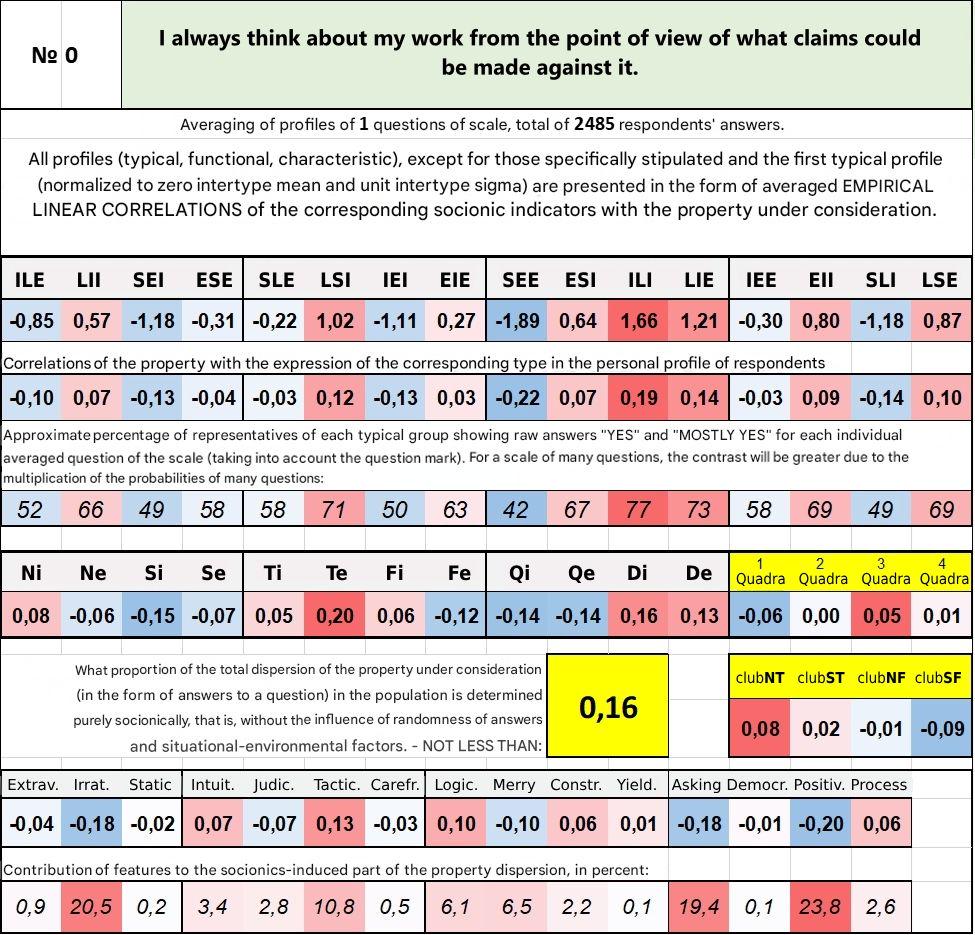 № 0
I always think about my work from the point of view of what claims could
be made against it.
Averaging of profiles of 1 questions of scale, total of 2485 respondents' answers.
All profiles (typical, functional, characteristic), except for those specifically stipulated and the first typical profile
(normalized to zero intertype mean and unit intertype sigma) are presented in the form of averaged EMPIRICAL
LINEAR CORRELATIONS of the corresponding socionic indicators with the property under consideration.
ILE LII SEI ESE SLE LSI IEI EIE SEE ESI ILI LIE IEE EII SLI LSE
-0,85 0,57 -1,18 -0,31 -0,22 1,02 -1,11 0,27 -1,89 0,64 1,66 1,21 -0,30 0,80 -1,18 0,87
Correlations of the property with the expression of the corresponding type in the personal profile of respondents
-0,10 0,07 -0,13 -0,04 -0,03 0,12 -0,13 0,03 -0,22 0,07 0,19 0,14 -0,03 0,09 -0,14 0,10
Approximate percentage of representatives of each typical group showing raw answers "YES" and "MOSTLY YES" for each individual
averaged question of the scale (taking into account the question mark). For a scale of many questions, the contrast will be greater due to the
multiplication of the probabilities of many questions:
52 66 49 58 58 71 50 63 42 67 77 73 58 69 49 69
Ni Ne Si Se Ti Te Fi Fe Qi Qe Di De 1 Quadra 2 Quadra 3 Quadra 4 Quadra
0,08 -0,06 -0,15 -0,07 0,05 0,20 0,06 -0,12 -0,14 -0,14 0,16 0,13 -0,06 0,00 0,05 0,01
What proportion of the total dispersion of the property under consideration
(in the form of answers to a question) in the population is determined
purely socionically, that is, without the influence of randomness of answers
and situational-environmental factors. - NOT LESS THAN:
0,16
clubNT clubST clubNF clubSF
0,08 0,02 -0,01 -0,09
Extrav. Irrat. Static Intuit. Judic. Tactic. Carefr. Logic. Merry Constr. Yield. Asking Democr. Positiv. Process
-0,04 -0,18 -0,02 0,07 -0,07 0,13 -0,03 0,10 -0,10 0,06 0,01 -0,18 -0,01 -0,20 0,06
Contribution of features to the socionics-induced part of the property dispersion, in percent:
0,9 20,5 0,2 3,4 2,8 10,8 0,5 6,1 6,5 2,2 0,1 19,4 0,1 23,8 2,6